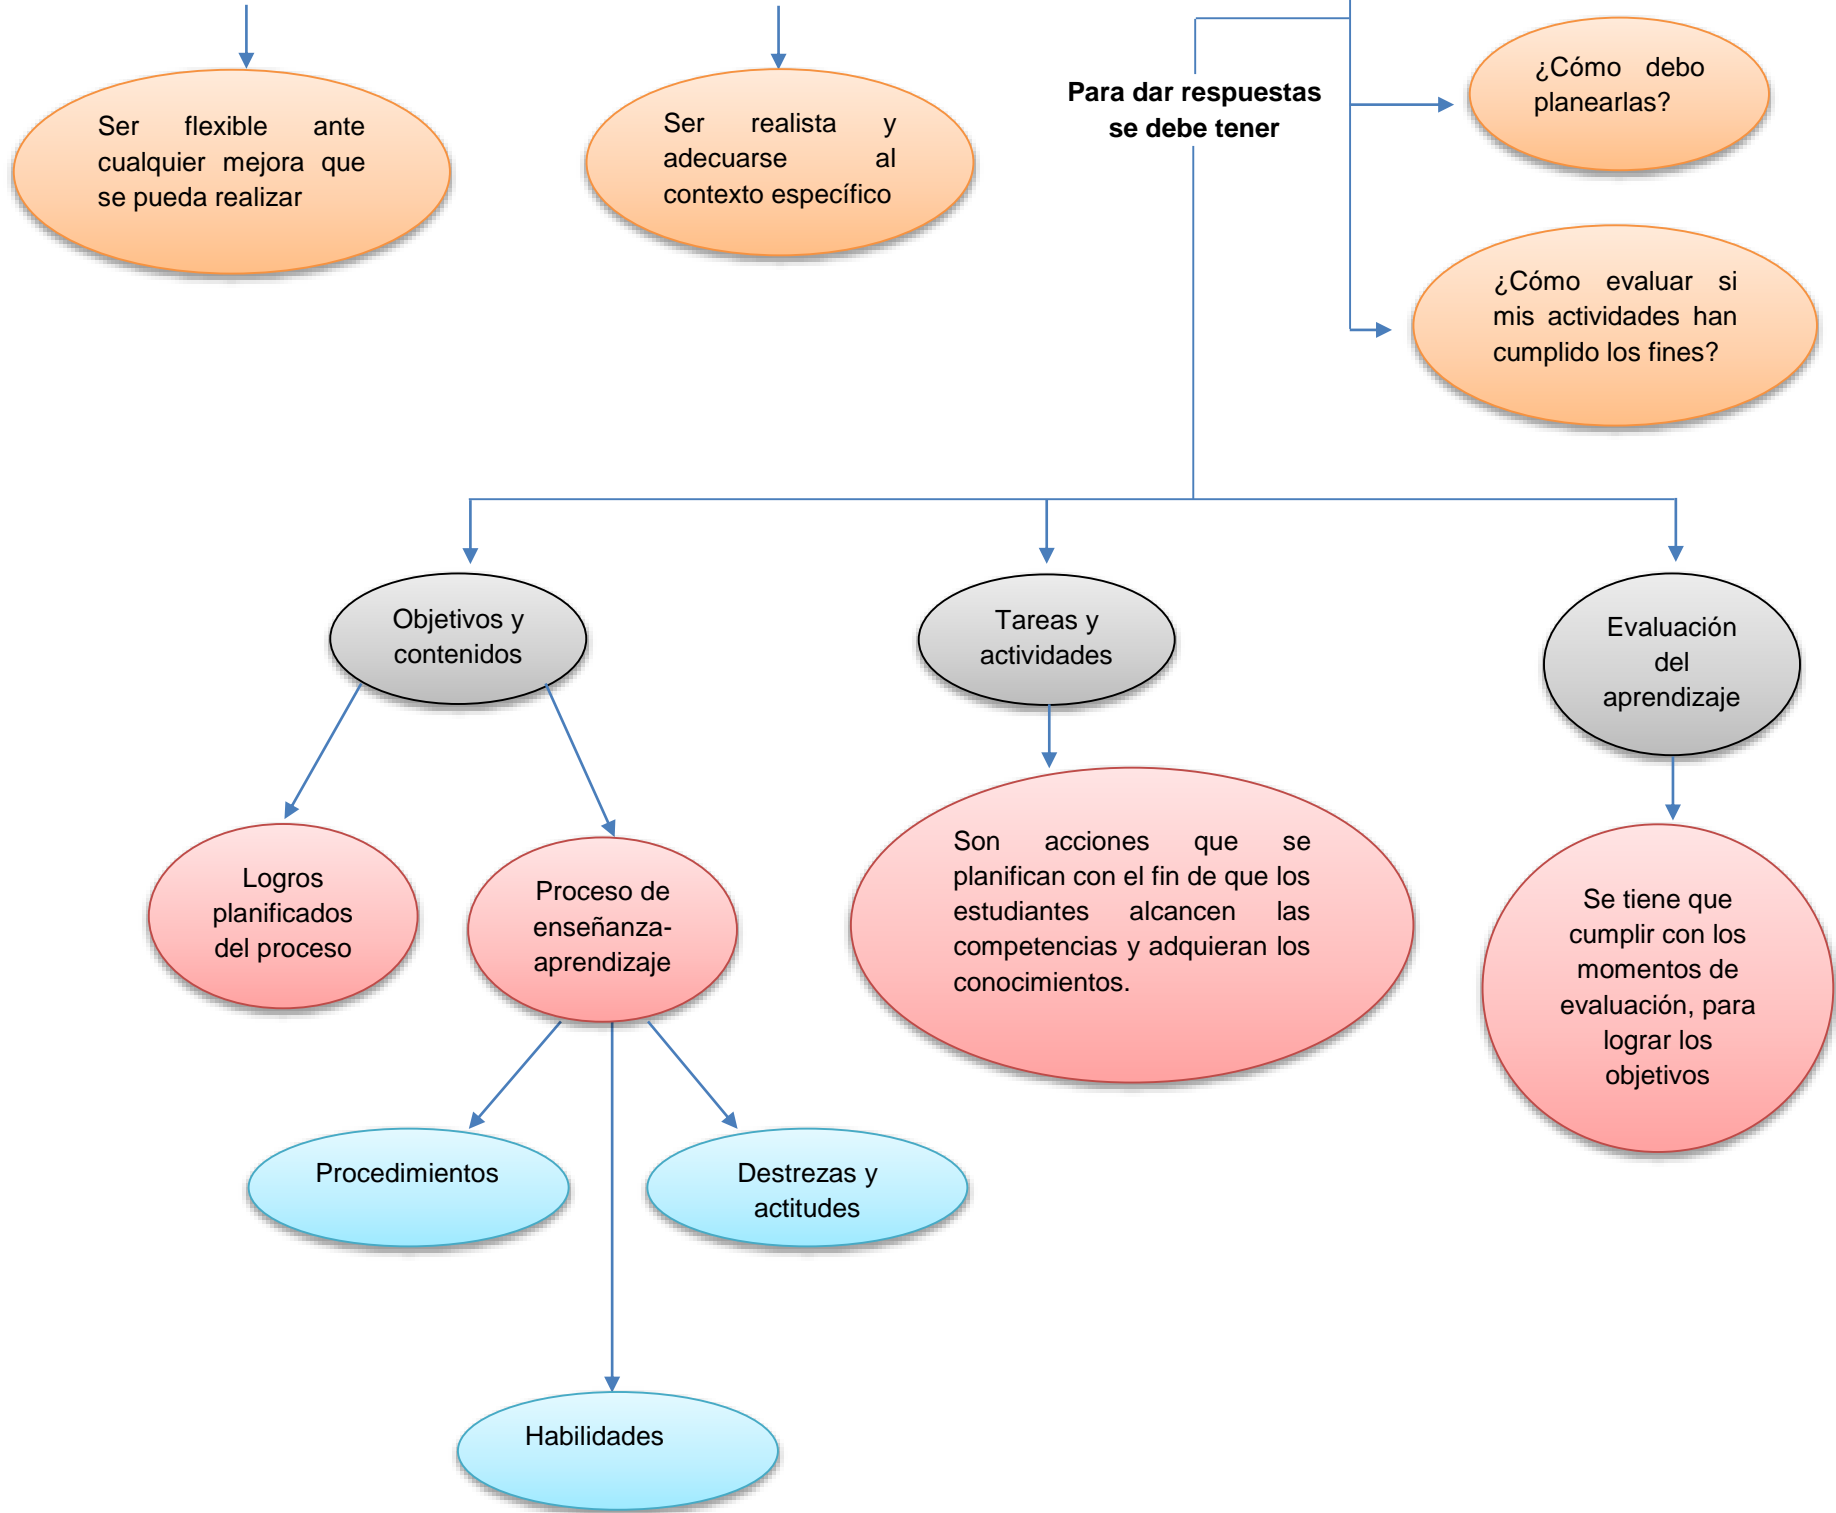 Ser flexible ante
cualquier mejora que
se pueda realizar
Ser realista y
adecuarse al
contexto específico
Para dar respuestas
se debe tener
¿Cómo debo
planearlas?
¿Cómo evaluar si
mis actividades han
cumplido los fines?
Objetivos y
contenidos
Tareas y
actividades
Evaluación
del
aprendizaje
Logros
planificados
del proceso
Proceso de
enseñanza-
aprendizaje
Son acciones que se
planifican con el fin de que los
estudiantes alcancen las
competencias y adquieran los
conocimientos.
Se tiene que
cumplir con los
momentos de
evaluación, para
lograr los
objetivos
Procedimientos
Destrezas y
actitudes
Habilidades